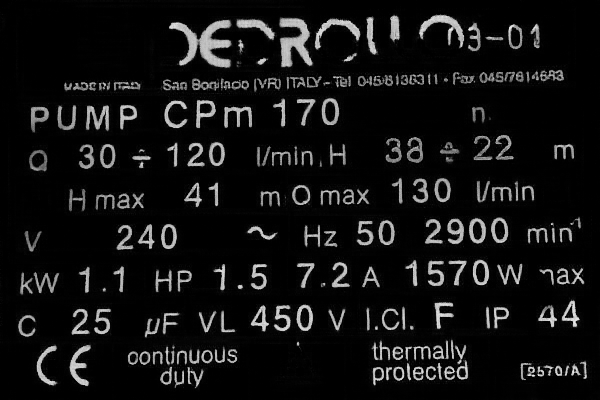 PEDROLLO 03-01
MADE IN ITALY San Bonifacio (VR) ITALY - Tel 045/6136311 - Fax 045/7614663
PUMP CPm 170 n.
Q 30 ÷ 120 l/min, H 38 ÷ 22 m
H max 41 m Q max 130 l/min
V 240 ~ Hz 50 2900 min⁻¹
kW 1.1 HP 1.5 7.2 A 1570 W max
C 25 µF VL 450 V I.Cl. F IP 44
CE continuous duty thermally protected [2570/A]